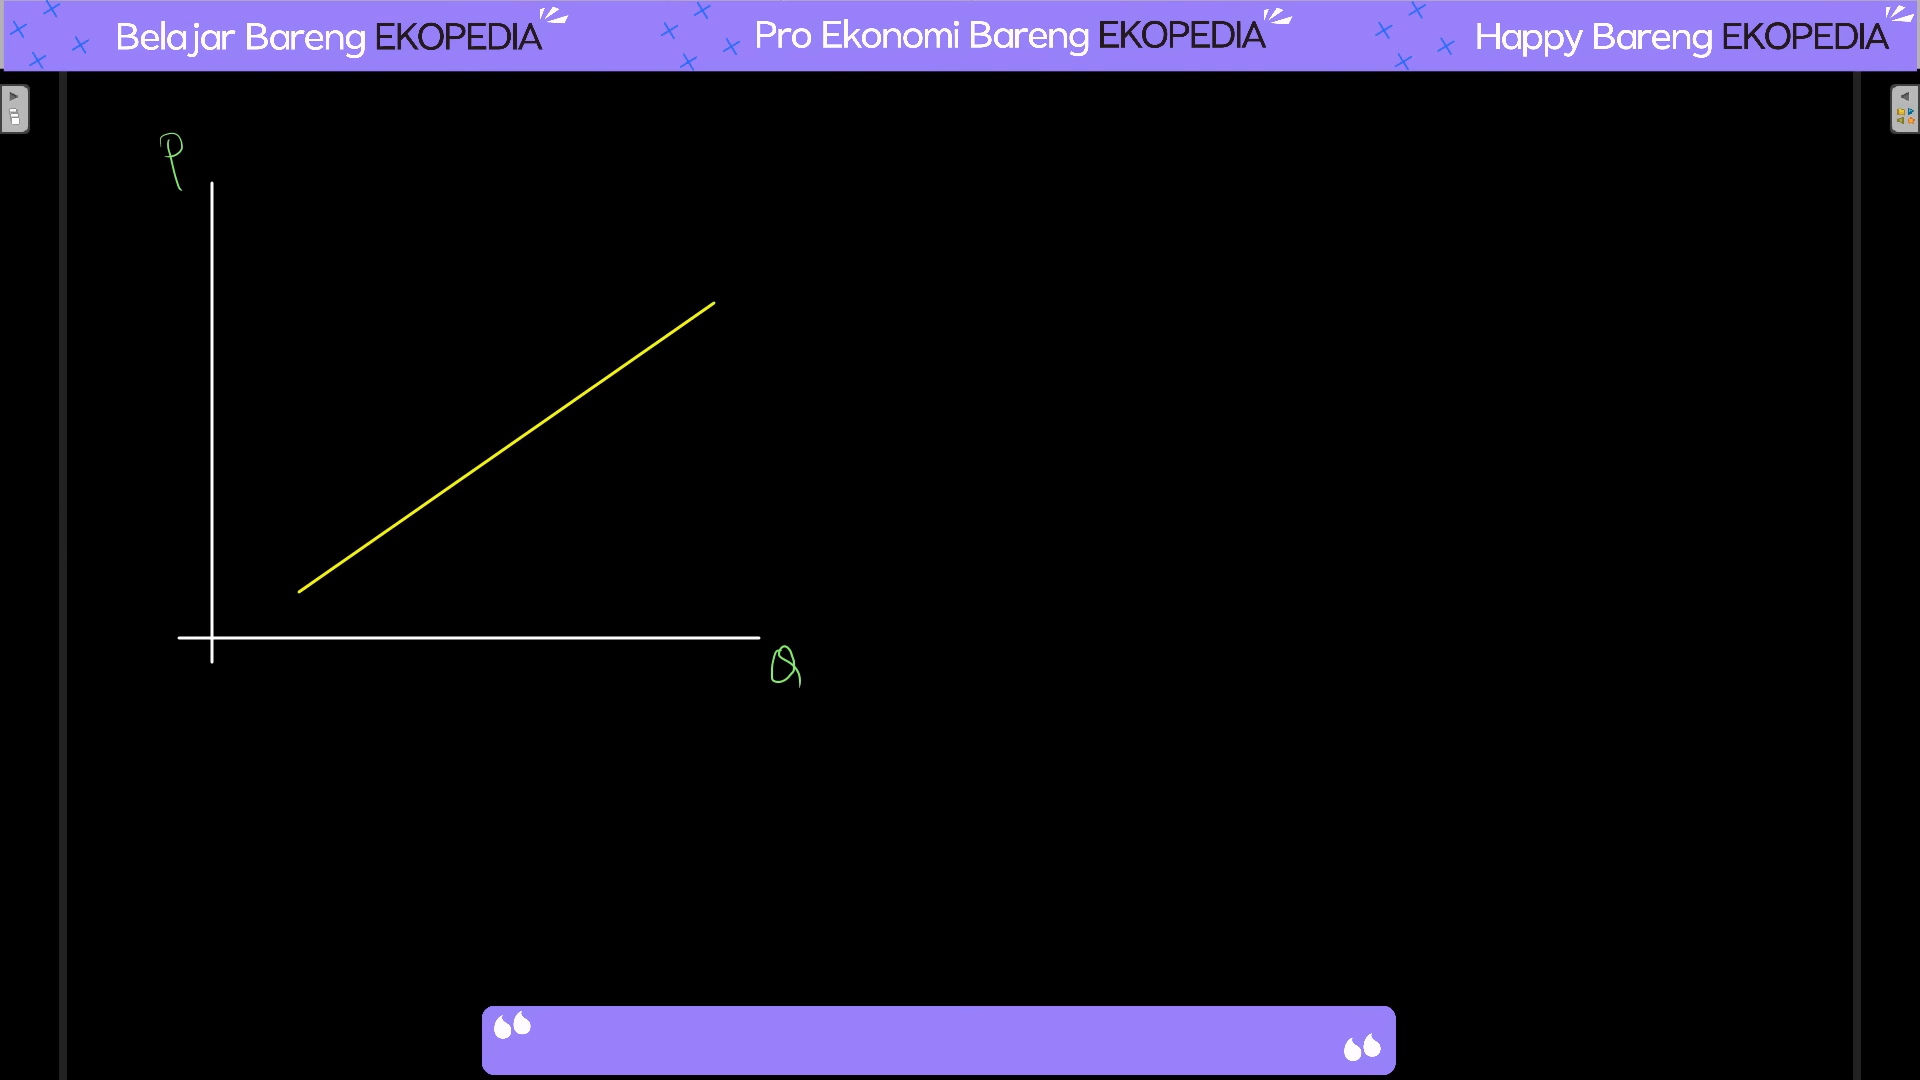 Belajar Bareng EKOPEDIA
Pro Ekonomi Bareng EKOPEDIA
Happy Bareng EKOPEDIA
P
Q